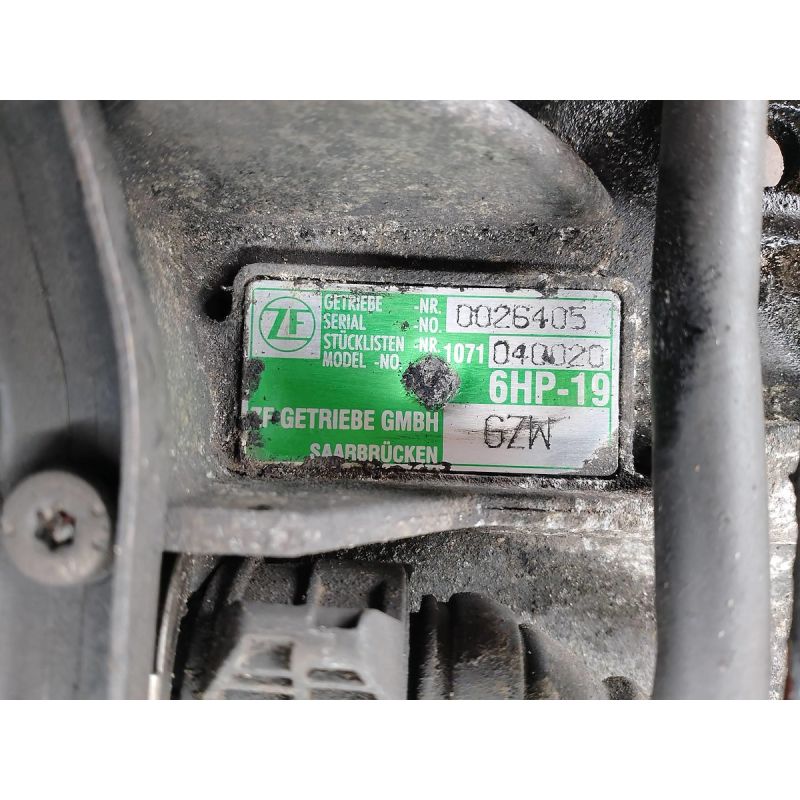 ZF
GETRIEBE -NR.
SERIAL -NO. 0026405
STÜCKLISTEN -NR.
MODEL -NO. 1071 040020
6HP-19
ZF GETRIEBE GMBH GZW
SAARBRÜCKEN